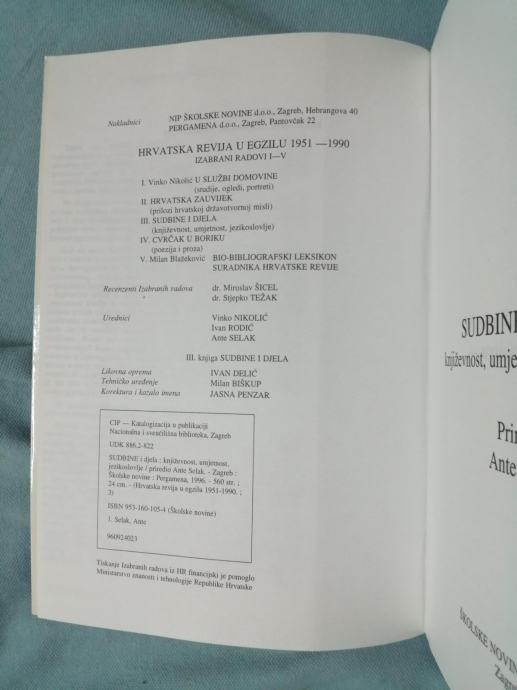 Nakladnici NIP ŠKOLSKE NOVINE d.o.o., Zagreb, Hebrangova 40
PERGAMENA d.o.o., Zagreb, Pantovčak 22
HRVATSKA REVIJA U EGZILU 1951 —1990
IZABRANI RADOVI I—V
I. Vinko Nikolić U SLUŽBI DOMOVINE
(studije, ogledi, portreti)
II. HRVATSKA ZAUVIJEK
(prilozi hrvatskoj državotvornoj misli)
III. SUDBINE I DJELA
(književnost, umjetnost, jezikoslovlje)
IV. CVRČAK U BORIKU
(poezija i proza)
V. Milan Blažeković BIO-BIBLIOGRAFSKI LEKSIKON
SURADNIKA HRVATSKE REVIJE
Recenzenti Izabranih radova dr. Miroslav ŠICEL
" dr. Stjepko TEŽAK
Urednici Vinko NIKOLIĆ
Ivan RODIĆ
Ante SELAK
III. knjiga SUDBINE I DJELA
Likovna oprema IVAN DELIĆ
Tehničko uređenje Milan BIŠKUP
Korektura i kazalo imena JASNA PENZAR
CIP — Katalogizacija u publikaciji
Nacionalna i sveučilišna biblioteka, Zagreb
UDK 886.2-822
SUDBINE i djela : književnost, umjetnost,
jezikoslovlje / priredio Ante Selak. - Zagreb :
Školske novine : Pergamena, 1996. - 560 str. ;
24 cm. - (Hrvatska revija u egzilu 1951-1990. ;
3)
ISBN 953-160-105-4 (Školske novine)
1. Selak, Ante
960924023
Tiskanje Izabranih radova iz HR financijski je pomoglo
Ministarstvo znanosti i tehnologije Republike Hrvatske
SUDBINE
književnost, umje
Pri
Ante
ŠKOLSKE NOVIN
Zagre